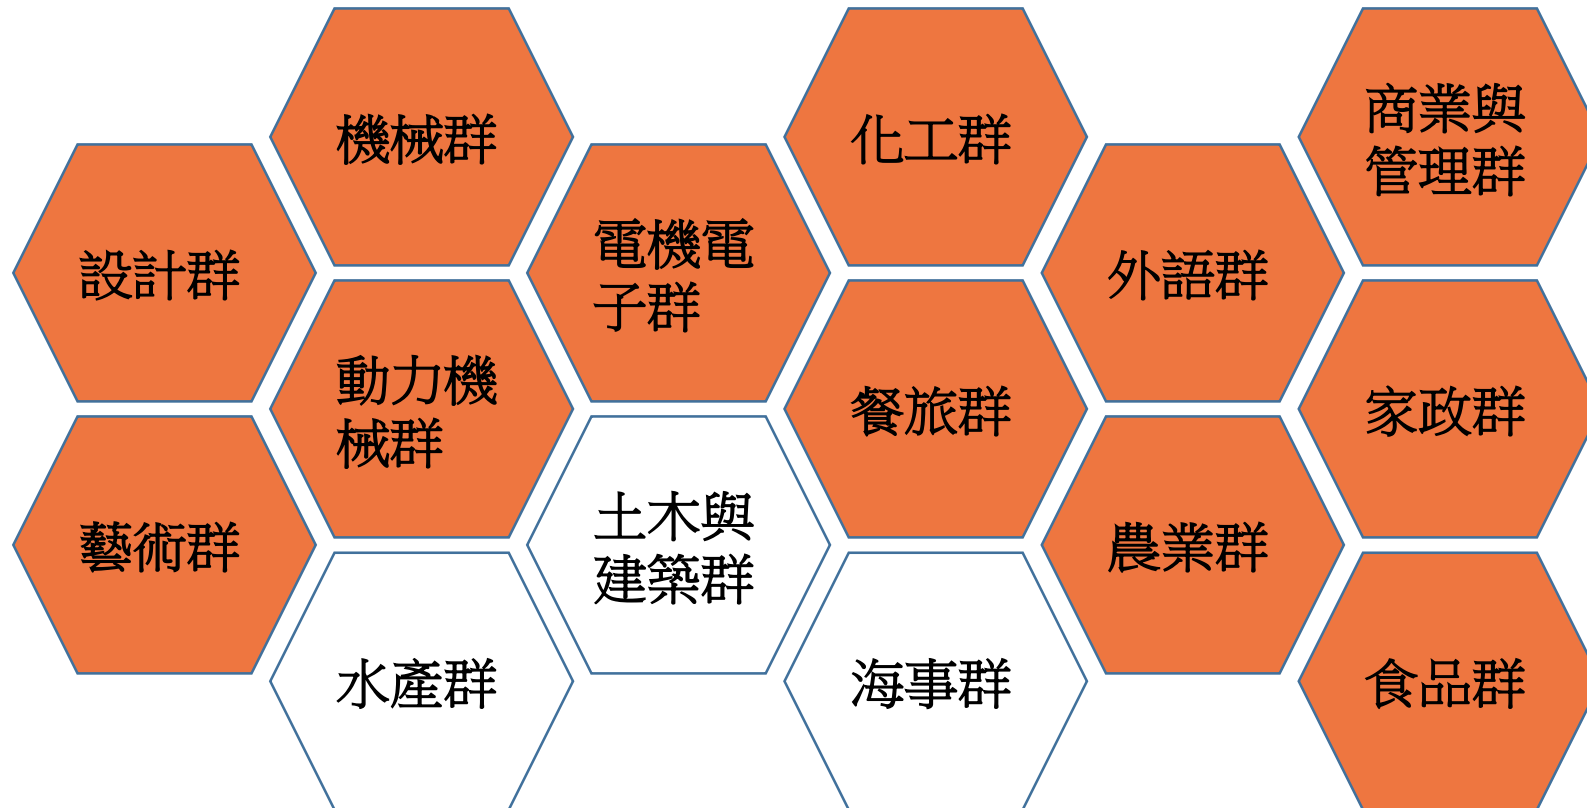 機械群
化工群
商業與
管理群
設計群
電機電
子群
外語群
動力機
械群
餐旅群
家政群
藝術群
土木與
建築群
農業群
水產群
海事群
食品群